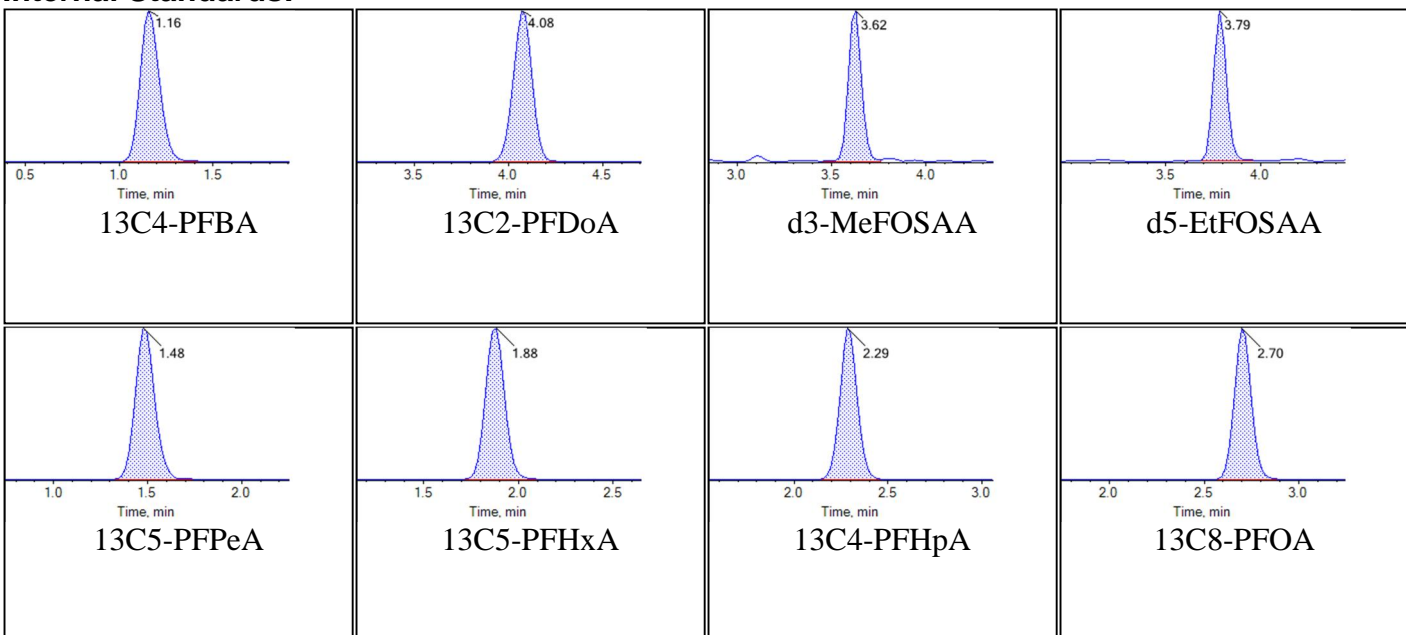 Internal Standards:
1.16
0.5 1.0 1.5
Time, min
13C4-PFBA
4.08
3.5 4.0 4.5
Time, min
13C2-PFDoA
3.62
3.0 3.5 4.0
Time, min
d3-MeFOSAA
3.79
3.5 4.0
Time, min
d5-EtFOSAA
1.48
1.0 1.5 2.0
Time, min
13C5-PFPeA
1.88
1.5 2.0 2.5
Time, min
13C5-PFHxA
2.29
2.0 2.5 3.0
Time, min
13C4-PFHpA
2.70
2.0 2.5 3.0
Time, min
13C8-PFOA